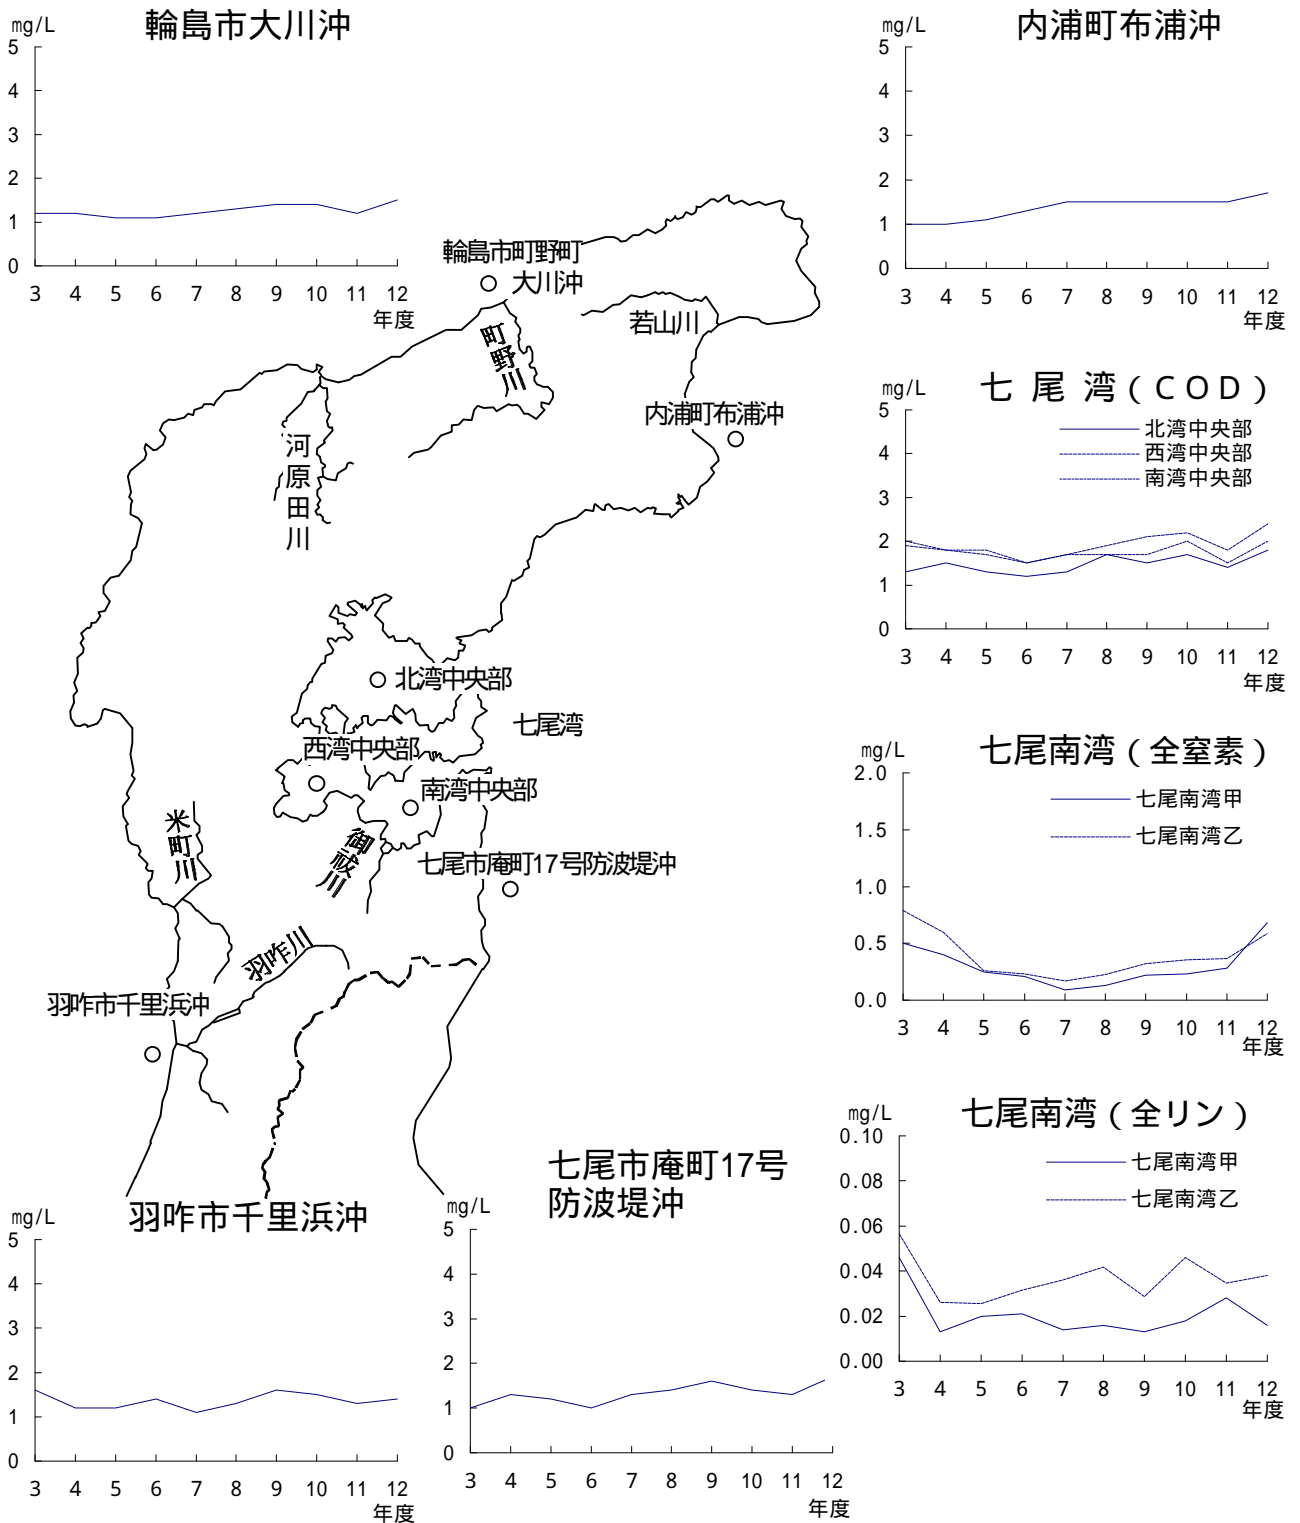 輪島市大川沖
mg/L
5
4
3
2
1
0
3 4 5 6 7 8 9 10 11 12
年度
内浦町布浦沖
mg/L
5
4
3
2
1
0
3 4 5 6 7 8 9 10 11 12
年度
輪島市町野町
大川沖
町野川
若山川
内浦町布浦沖
河原田川
北湾中央部
七尾湾
西湾中央部
南湾中央部
米町川
御祓川
七尾市庵町17号防波堤沖
羽咋川
羽咋市千里浜沖
七尾湾(COD)
mg/L
北湾中央部
西湾中央部
南湾中央部
5
4
3
2
1
0
3 4 5 6 7 8 9 10 11 12
年度
七尾南湾(全窒素)
mg/L
七尾南湾甲
七尾南湾乙
2.0
1.5
1.0
0.5
0.0
3 4 5 6 7 8 9 10 11 12
年度
七尾南湾(全リン)
mg/L
七尾南湾甲
七尾南湾乙
0.10
0.08
0.06
0.04
0.02
0.00
3 4 5 6 7 8 9 10 11 12
年度
羽咋市千里浜沖
mg/L
5
4
3
2
1
0
3 4 5 6 7 8 9 10 11 12
年度
七尾市庵町17号
防波堤沖
mg/L
5
4
3
2
1
0
3 4 5 6 7 8 9 10 11 12
年度